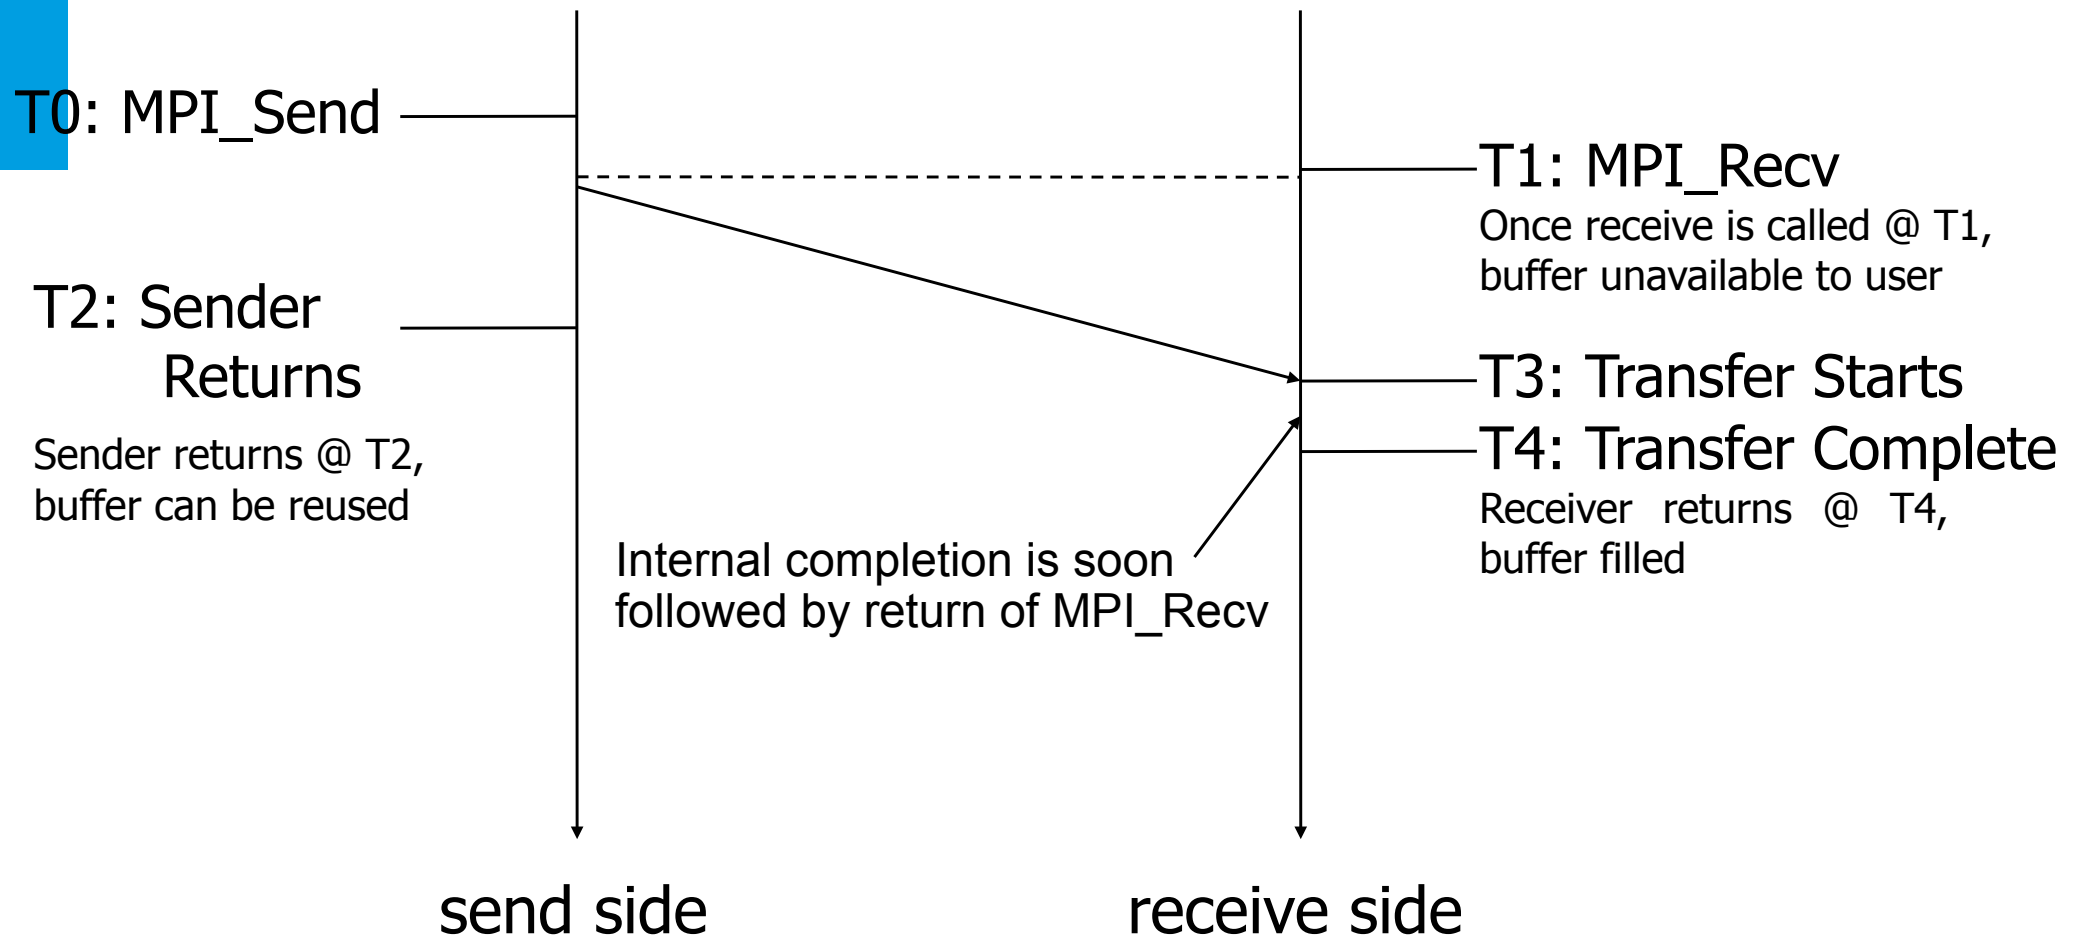 T0: MPI_Send
T1: MPI_Recv
Once receive is called @ T1,
buffer unavailable to user
T2: Sender
Returns
Sender returns @ T2,
buffer can be reused
T3: Transfer Starts
T4: Transfer Complete
Receiver returns @ T4,
buffer filled
Internal completion is soon
followed by return of MPI_Recv
send side
receive side